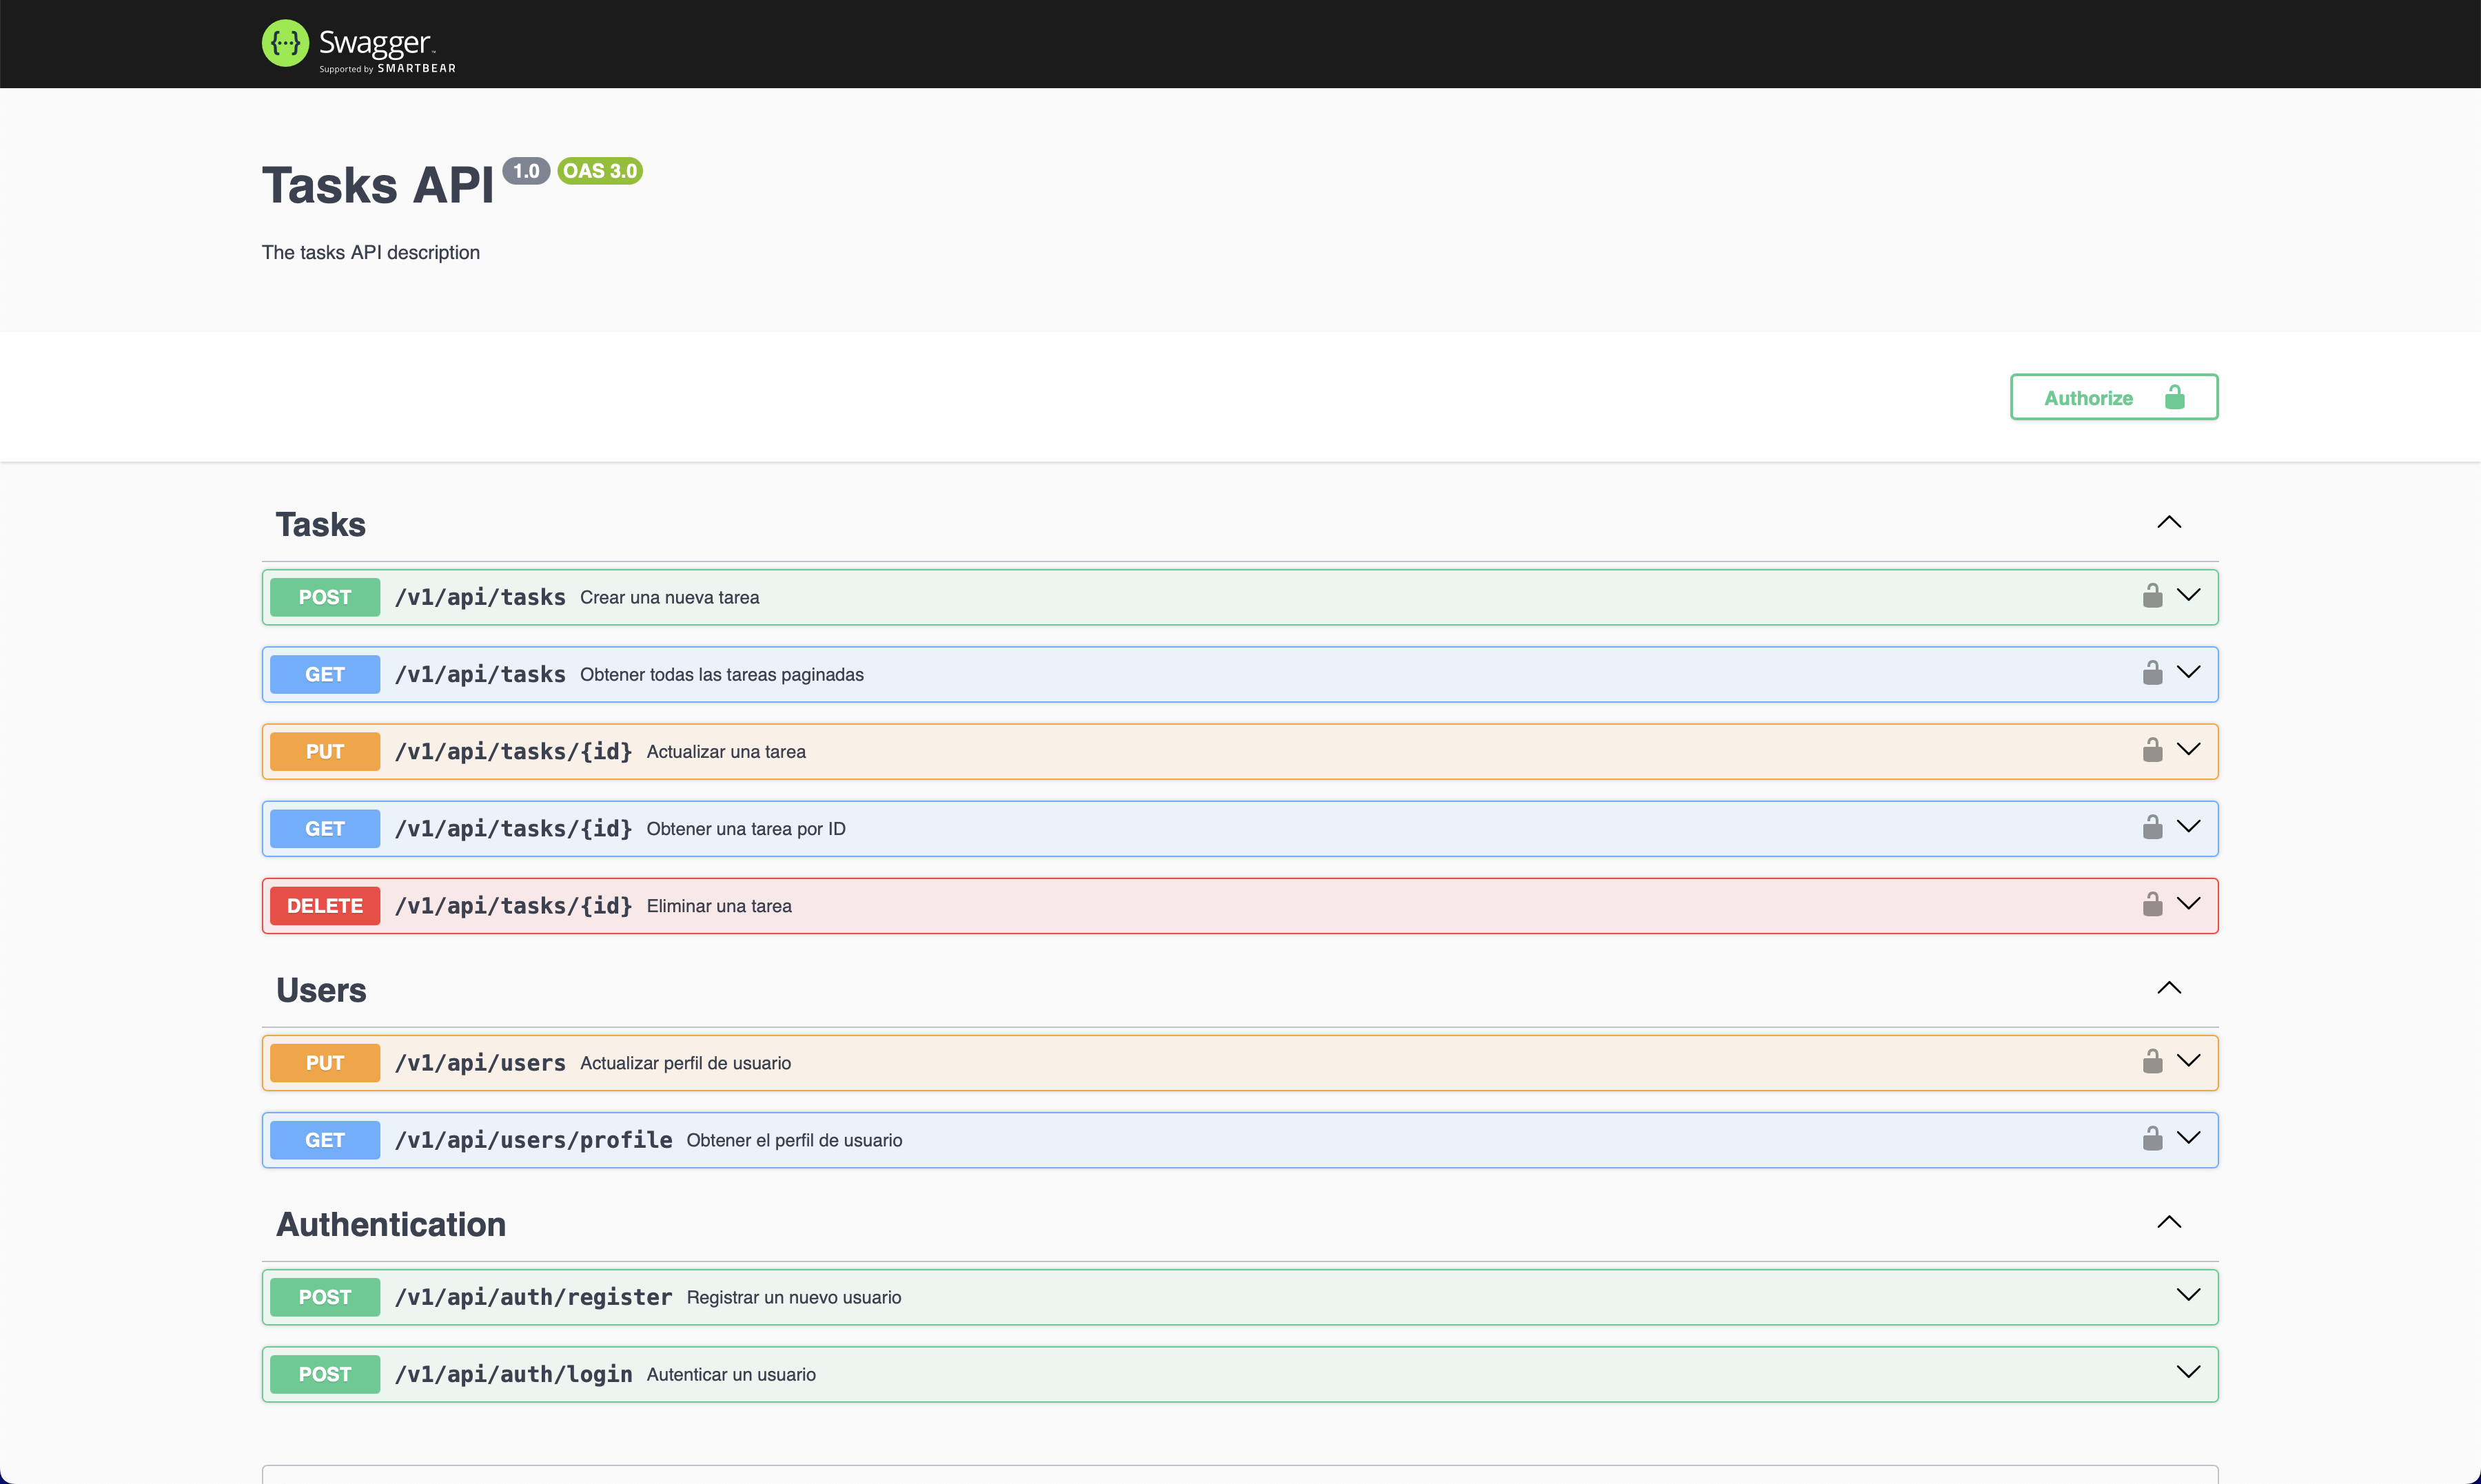 Swagger
Supported by SMARTBEAR
Tasks API 1.0 OAS 3.0
The tasks API description
Authorize
Tasks
POST /v1/api/tasks Crear una nueva tarea
GET /v1/api/tasks Obtener todas las tareas paginadas
PUT /v1/api/tasks/{id} Actualizar una tarea
GET /v1/api/tasks/{id} Obtener una tarea por ID
DELETE /v1/api/tasks/{id} Eliminar una tarea
Users
PUT /v1/api/users Actualizar perfil de usuario
GET /v1/api/users/profile Obtener el perfil de usuario
Authentication
POST /v1/api/auth/register Registrar un nuevo usuario
POST /v1/api/auth/login Autenticar un usuario